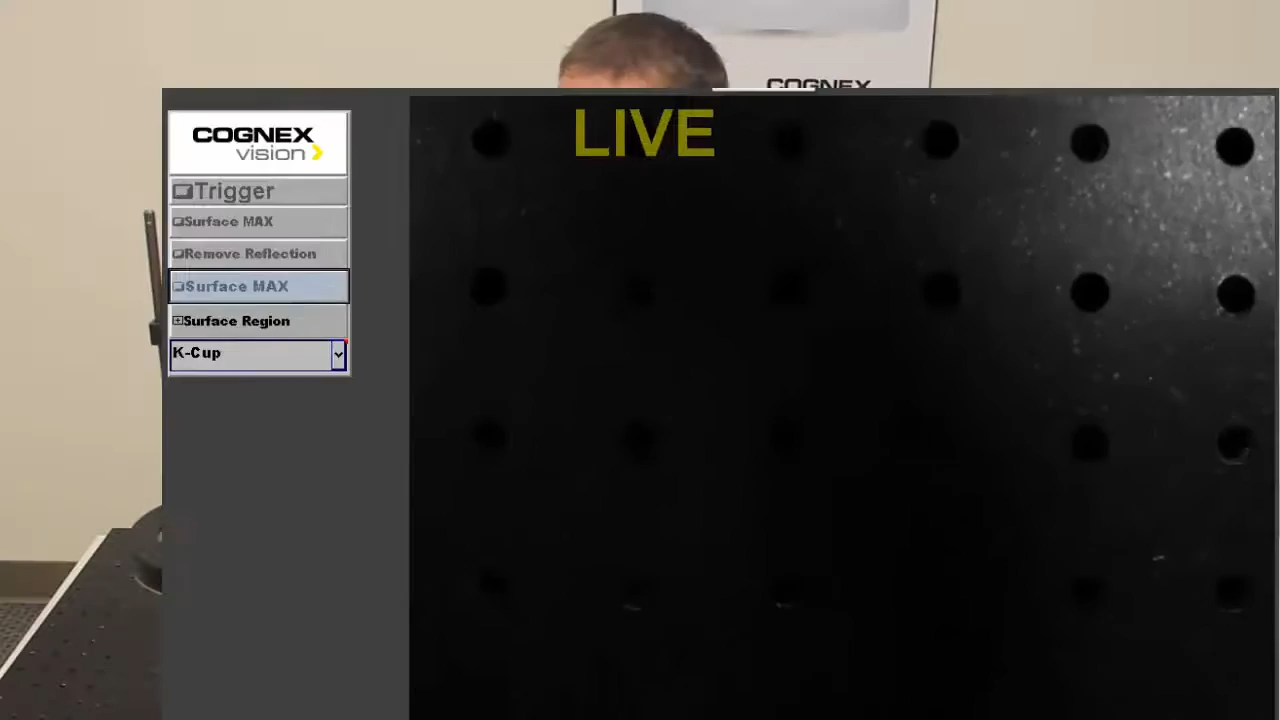 COGNEX
LIVE
COGNEX
vision
Trigger
Surface MAX
Remove Reflection
Surface MAX
Surface Region
K-Cup